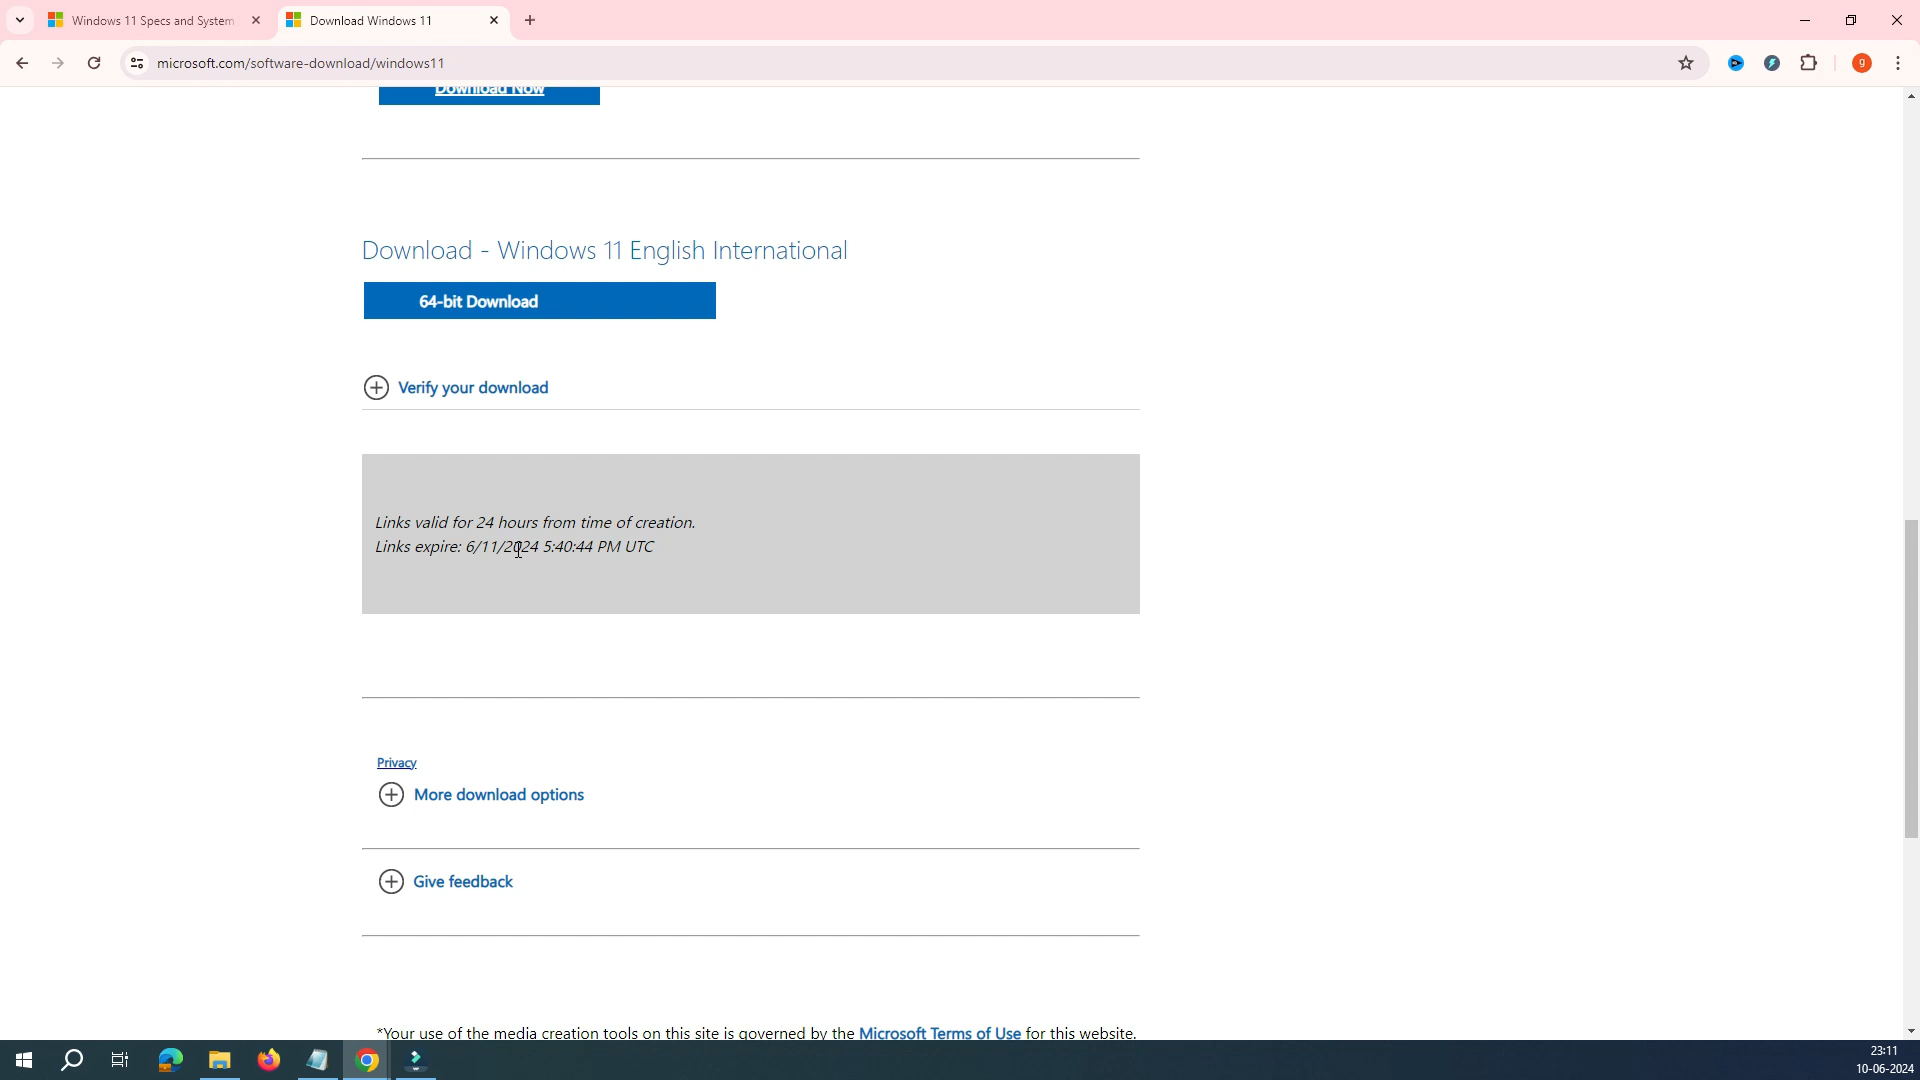 Windows 11 Specs and System
Download Windows 11
microsoft.com/software-download/windows11
g
Download Now
Download - Windows 11 English International
64-bit Download
Verify your download
Links valid for 24 hours from time of creation.
Links expire: 6/11/2024 5:40:44 PM UTC
Privacy
More download options
Give feedback
*Your use of the media creation tools on this site is governed by the Microsoft Terms of Use for this website.
23:11
10-06-2024